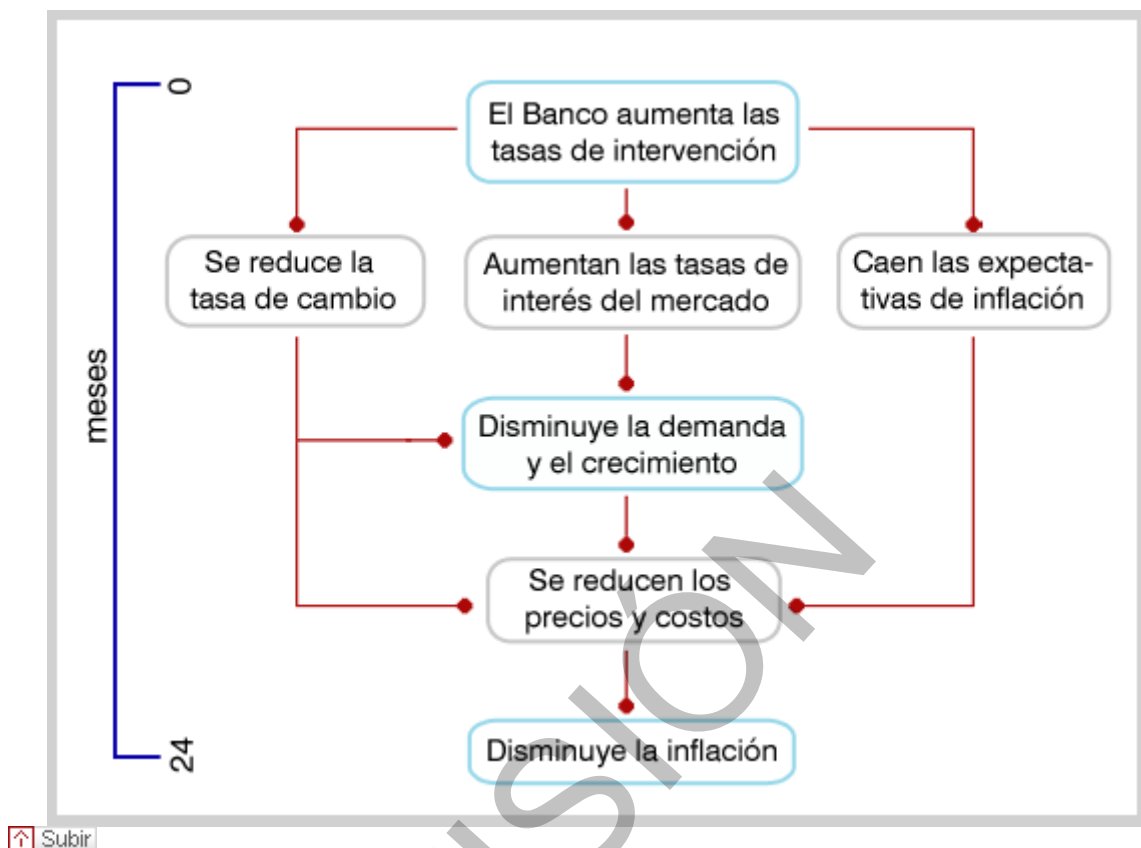 0
El Banco aumenta las
tasas de intervención
Se reduce la
tasa de cambio
Aumentan las tasas de
interés del mercado
Caen las expecta-
tivas de inflación
meses
Disminuye la demanda
y el crecimiento
Se reducen los
precios y costos
24
Disminuye la inflación
SIÓN
Subir